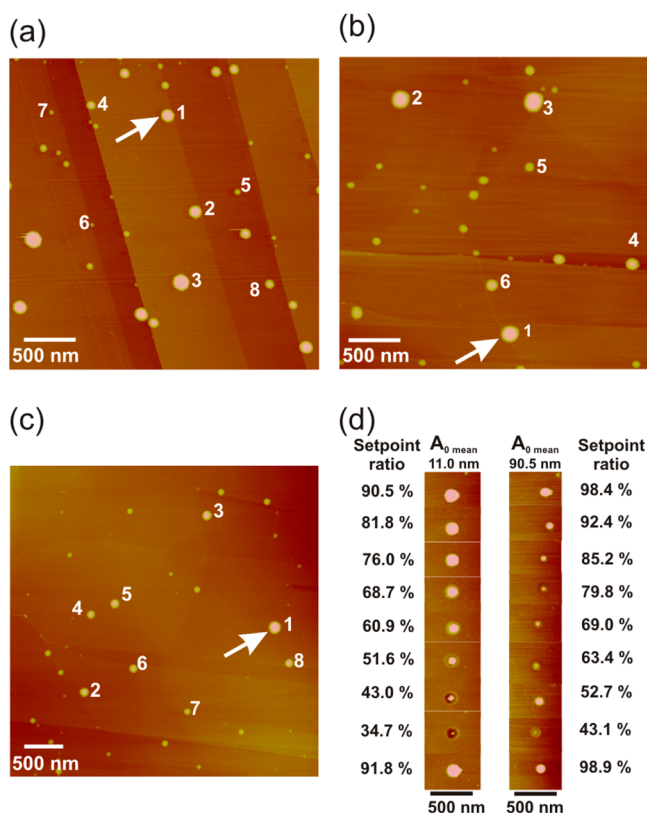 (a)
7
4
1
5
2
6
3
8
500 nm
(b)
2
3
5
4
6
1
500 nm
(c)
3
5
4
1
6
8
2
7
500 nm
(d)
Setpoint ratio
A0 mean 11.0 nm
A0 mean 90.5 nm
Setpoint ratio
90.5 % 98.4 %
81.8 % 92.4 %
76.0 % 85.2 %
68.7 % 79.8 %
60.9 % 69.0 %
51.6 % 63.4 %
43.0 % 52.7 %
34.7 % 43.1 %
91.8 % 98.9 %
500 nm 500 nm